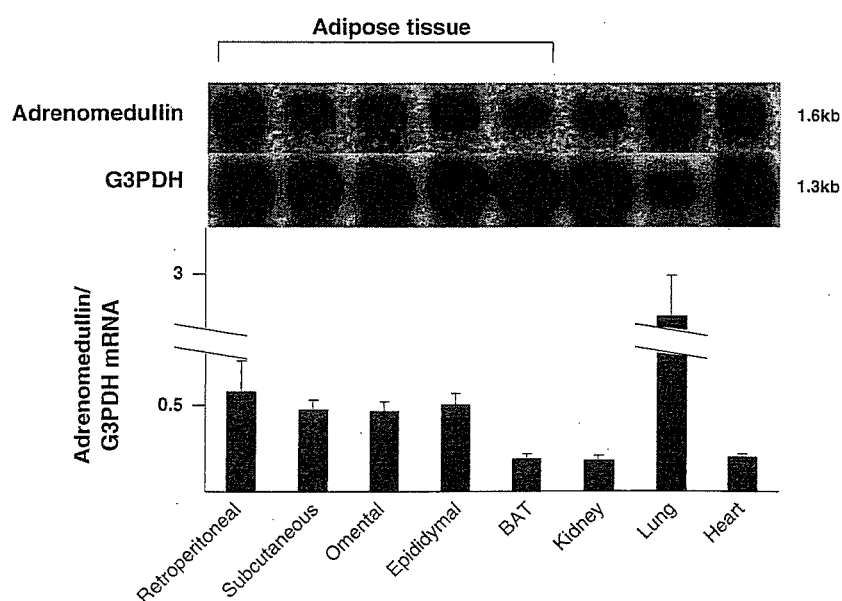 Adipose tissue
Adrenomedullin
1.6kb
G3PDH
1.3kb
Adrenomedullin/
G3PDH mRNA
3
0.5
Retroperitoneal
Subcutaneous
Omental
Epididymal
BAT
Kidney
Lung
Heart